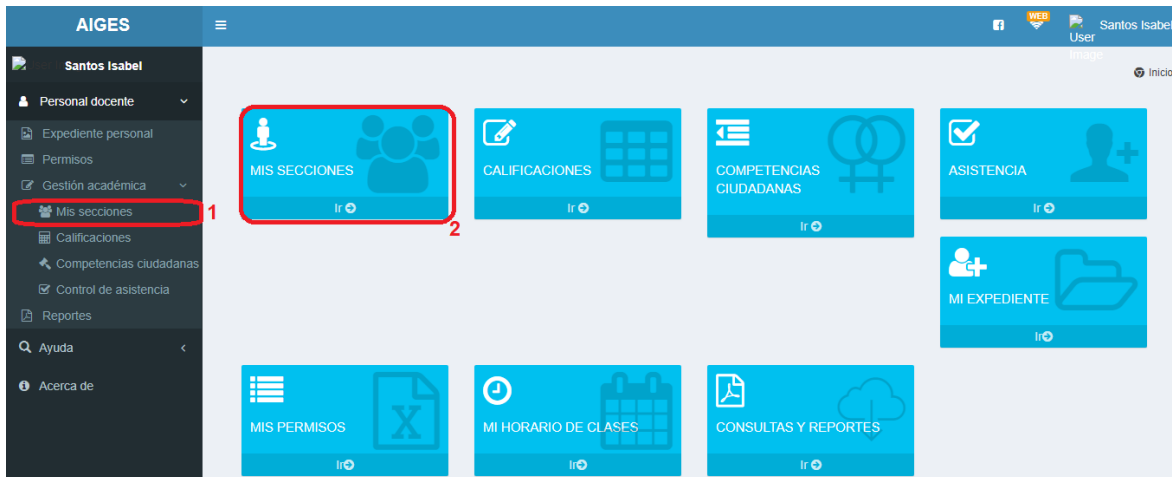 AIGES
WEB
User Image
Santos Isabel
Santos Isabel
Inicio
Personal docente
Expediente personal
Permisos
Gestión académica
Mis secciones
1
Calificaciones
Competencias ciudadanas
Control de asistencia
Reportes
Ayuda
Acerca de
MIS SECCIONES
Ir
2
CALIFICACIONES
Ir
COMPETENCIAS
CIUDADANAS
Ir
ASISTENCIA
Ir
MI EXPEDIENTE
Ir
MIS PERMISOS
Ir
MI HORARIO DE CLASES
Ir
CONSULTAS Y REPORTES
Ir